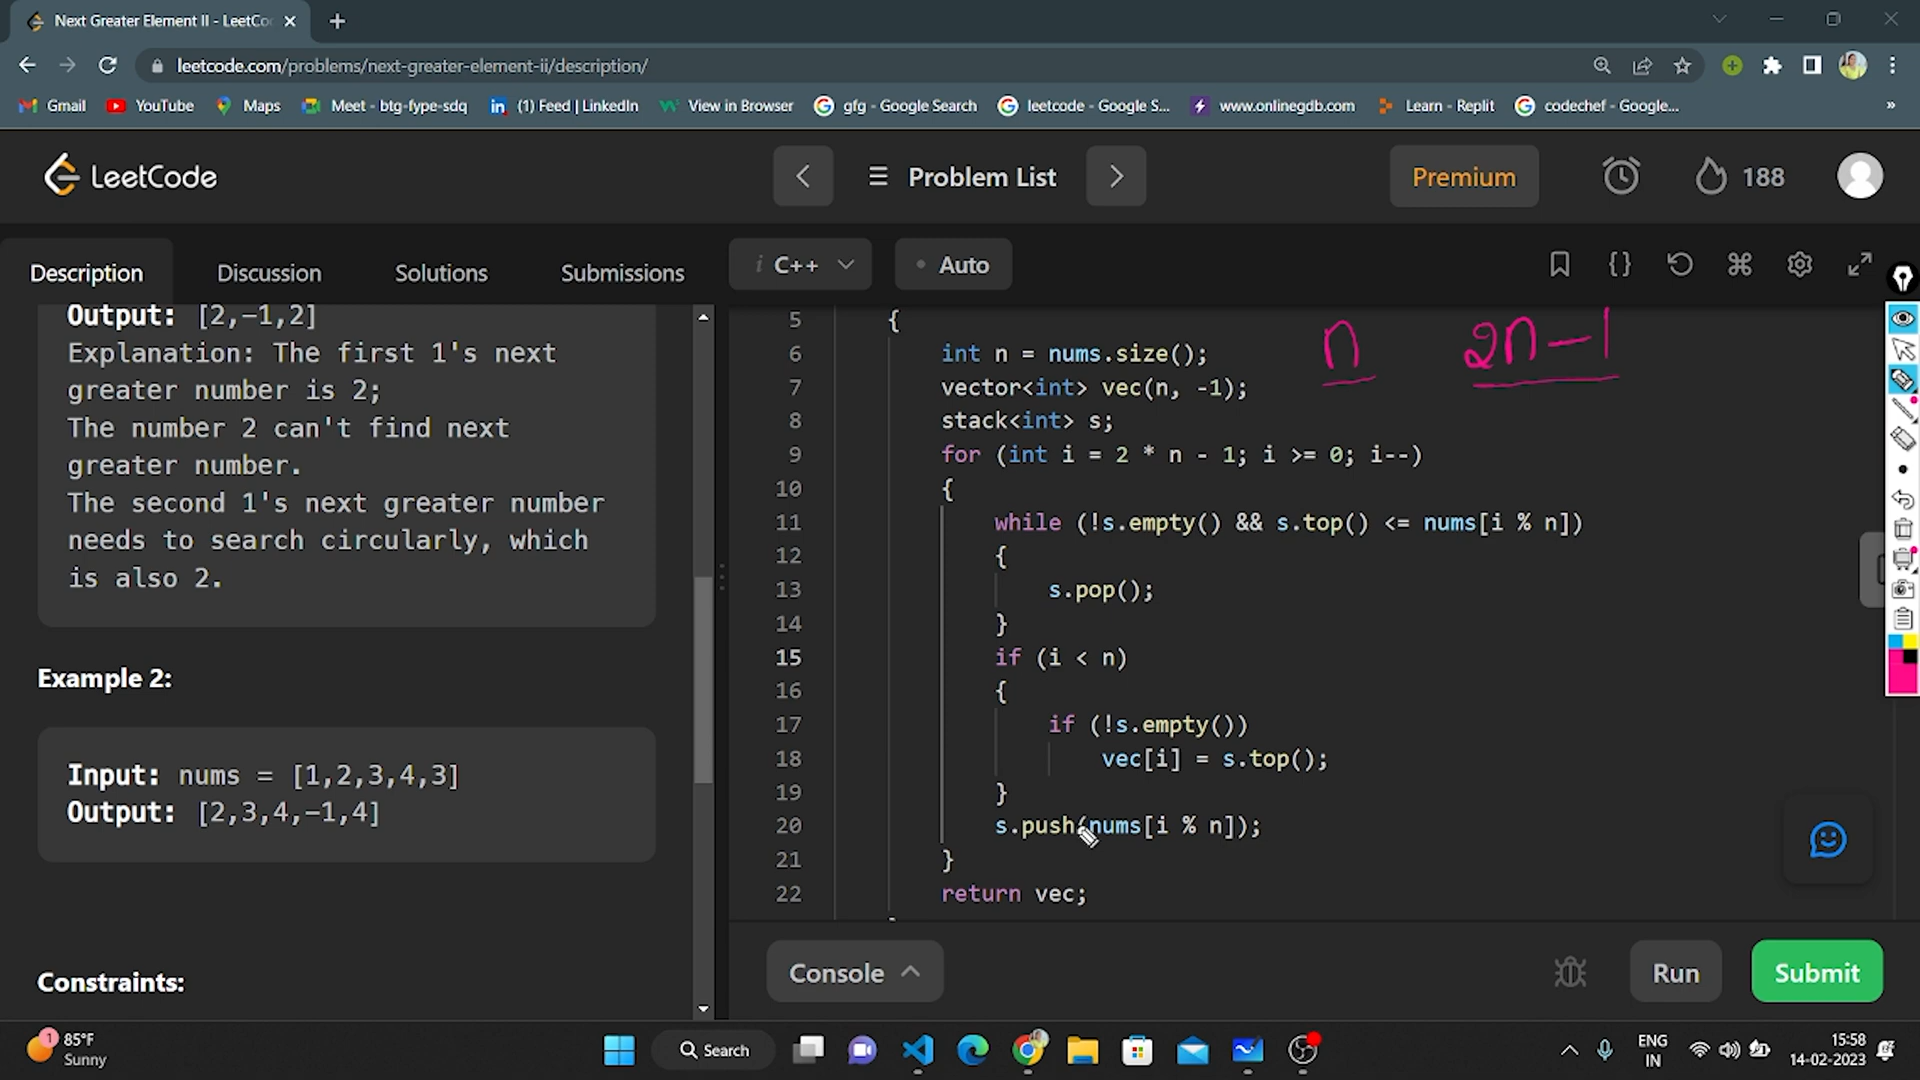 Next Greater Element II - LeetCo
leetcode.com/problems/next-greater-element-ii/description/
Gmail YouTube Maps Meet - btg-fype-sdq (1) Feed | LinkedIn View in Browser gfg - Google Search leetcode - Google S... www.onlinegdb.com Learn - Replit codechef - Google... »
LeetCode Problem List Premium 188
Description Discussion Solutions Submissions
i C++ Auto {}
Output: [2,-1,2]
Explanation: The first 1's next
greater number is 2;
The number 2 can't find next
greater number.
The second 1's next greater number
needs to search circularly, which
is also 2.
Example 2:
Input: nums = [1,2,3,4,3]
Output: [2,3,4,-1,4]
Constraints:
5 {
6 int n = nums.size();
7 vector<int> vec(n, -1);
8 stack<int> s;
9 for (int i = 2 * n - 1; i >= 0; i--)
10 {
11 while (!s.empty() && s.top() <= nums[i % n])
12 {
13 s.pop();
14 }
15 if (i < n)
16 {
17 if (!s.empty())
18 vec[i] = s.top();
19 }
20 s.push(nums[i % n]);
21 }
22 return vec;
n 2n-1
Console Run Submit
1 85°F
Sunny
Search
ENG
IN
15:58
14-02-2023